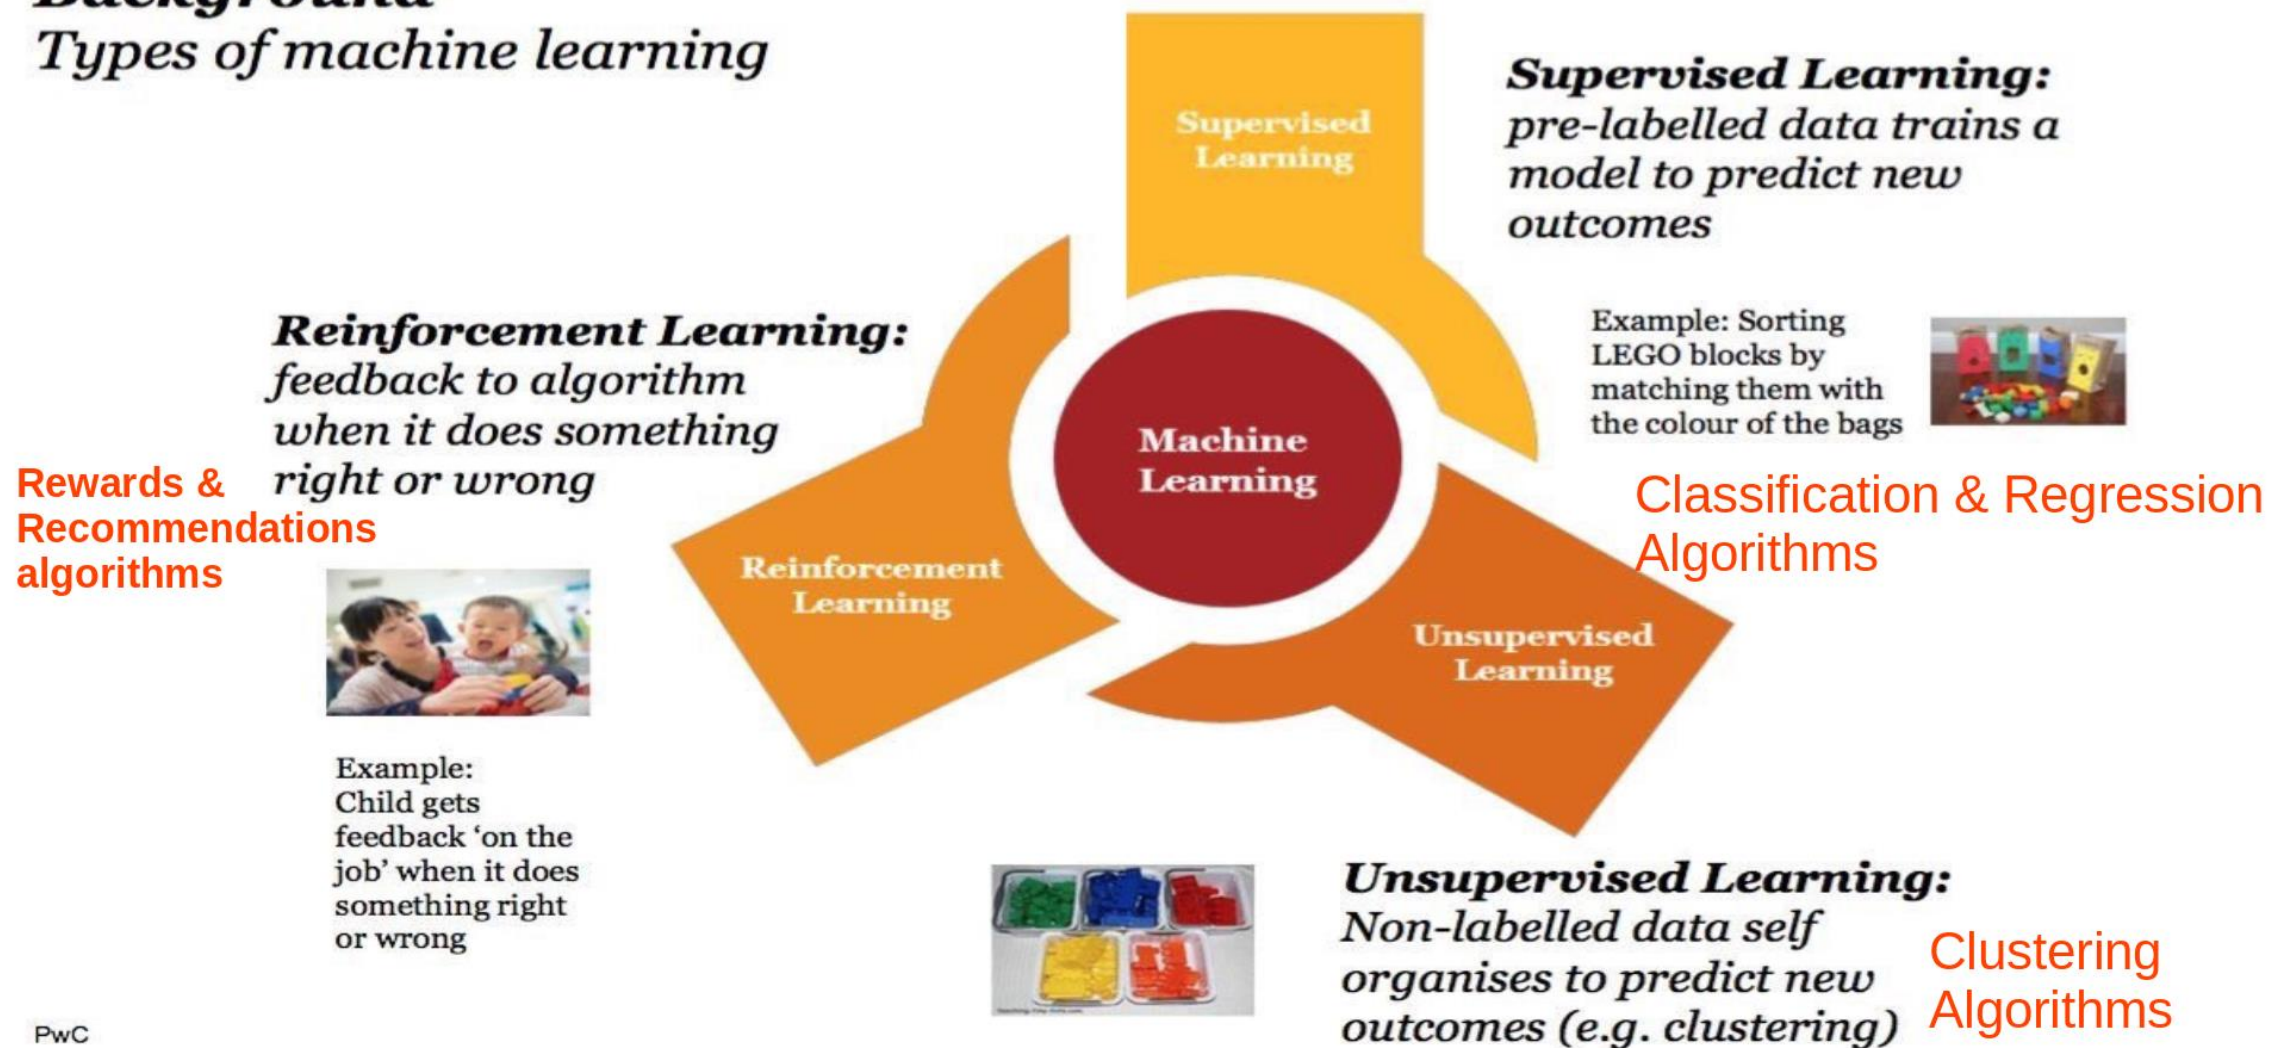 Background
Types of machine learning
Supervised
Learning
Supervised Learning:
pre-labelled data trains a
model to predict new
outcomes
Example: Sorting
LEGO blocks by
matching them with
the colour of the bags
Classification & Regression
Algorithms
Reinforcement Learning:
feedback to algorithm
when it does something
right or wrong
Rewards &
Recommendations
algorithms
Machine
Learning
Reinforcement
Learning
Unsupervised
Learning
Example:
Child gets
feedback ‘on the
job’ when it does
something right
or wrong
Unsupervised Learning:
Non-labelled data self
organises to predict new
outcomes (e.g. clustering)
Clustering
Algorithms
PwC